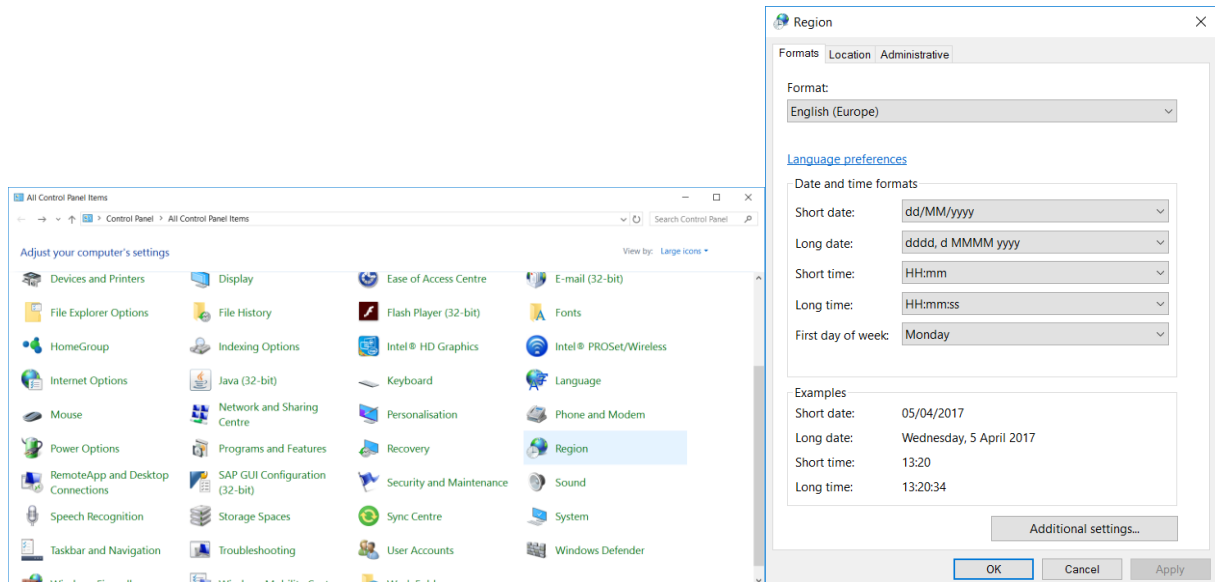 All Control Panel Items
Control Panel > All Control Panel Items
Search Control Panel
Adjust your computer's settings
View by: Large icons
Devices and Printers
Display
Ease of Access Centre
E-mail (32-bit)
File Explorer Options
File History
Flash Player (32-bit)
Fonts
HomeGroup
Indexing Options
Intel® HD Graphics
Intel® PROSet/Wireless
Internet Options
Java (32-bit)
Keyboard
Language
Mouse
Network and Sharing
Centre
Personalisation
Phone and Modem
Power Options
Programs and Features
Recovery
Region
RemoteApp and Desktop
Connections
SAP GUI Configuration
(32-bit)
Security and Maintenance
Sound
Speech Recognition
Storage Spaces
Sync Centre
System
Taskbar and Navigation
Troubleshooting
User Accounts
Windows Defender
Region
Formats Location Administrative
Format:
English (Europe)
Language preferences
Date and time formats
Short date: dd/MM/yyyy
Long date: dddd, d MMMM yyyy
Short time: HH:mm
Long time: HH:mm:ss
First day of week: Monday
Examples
Short date: 05/04/2017
Long date: Wednesday, 5 April 2017
Short time: 13:20
Long time: 13:20:34
Additional settings...
OK Cancel Apply